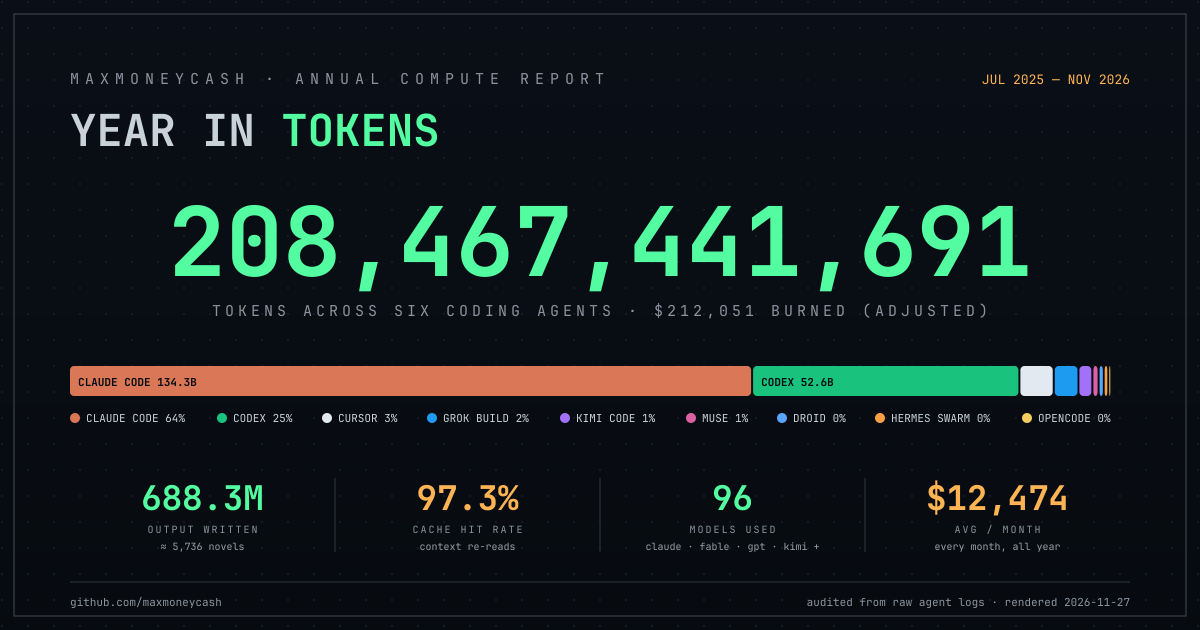 MAXMONEYCASH · ANNUAL COMPUTE REPORT
JUL 2025 — NOV 2026
YEAR IN TOKENS
208,467,441,691
TOKENS ACROSS SIX CODING AGENTS · $212,051 BURNED (ADJUSTED)
CLAUDE CODE 134.3B CODEX 52.6B
CLAUDE CODE 64% CODEX 25% CURSOR 3% GROK BUILD 2% KIMI CODE 1% MUSE 1% DROID 0% HERMES SWARM 0% OPENCODE 0%
688.3M 97.3% 96 $12,474
OUTPUT WRITTEN CACHE HIT RATE MODELS USED AVG / MONTH
≈ 5,736 novels context re-reads claude · fable · gpt · kimi + every month, all year
github.com/maxmoneycash audited from raw agent logs · rendered 2026-11-27